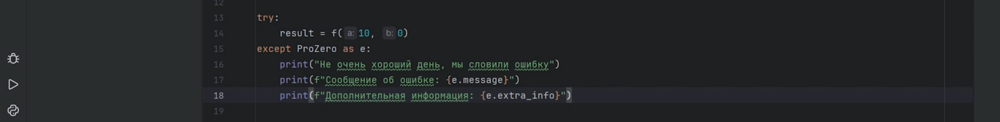 12
13 try:
14 result = f(a: 10, b: 0)
15 except ProZero as e:
16 print("Не очень хороший день, мы словили ошибку")
17 print(f"Сообщение об ошибке: {e.message}")
18 print(f"Дополнительная информация: {e.extra_info}")
19